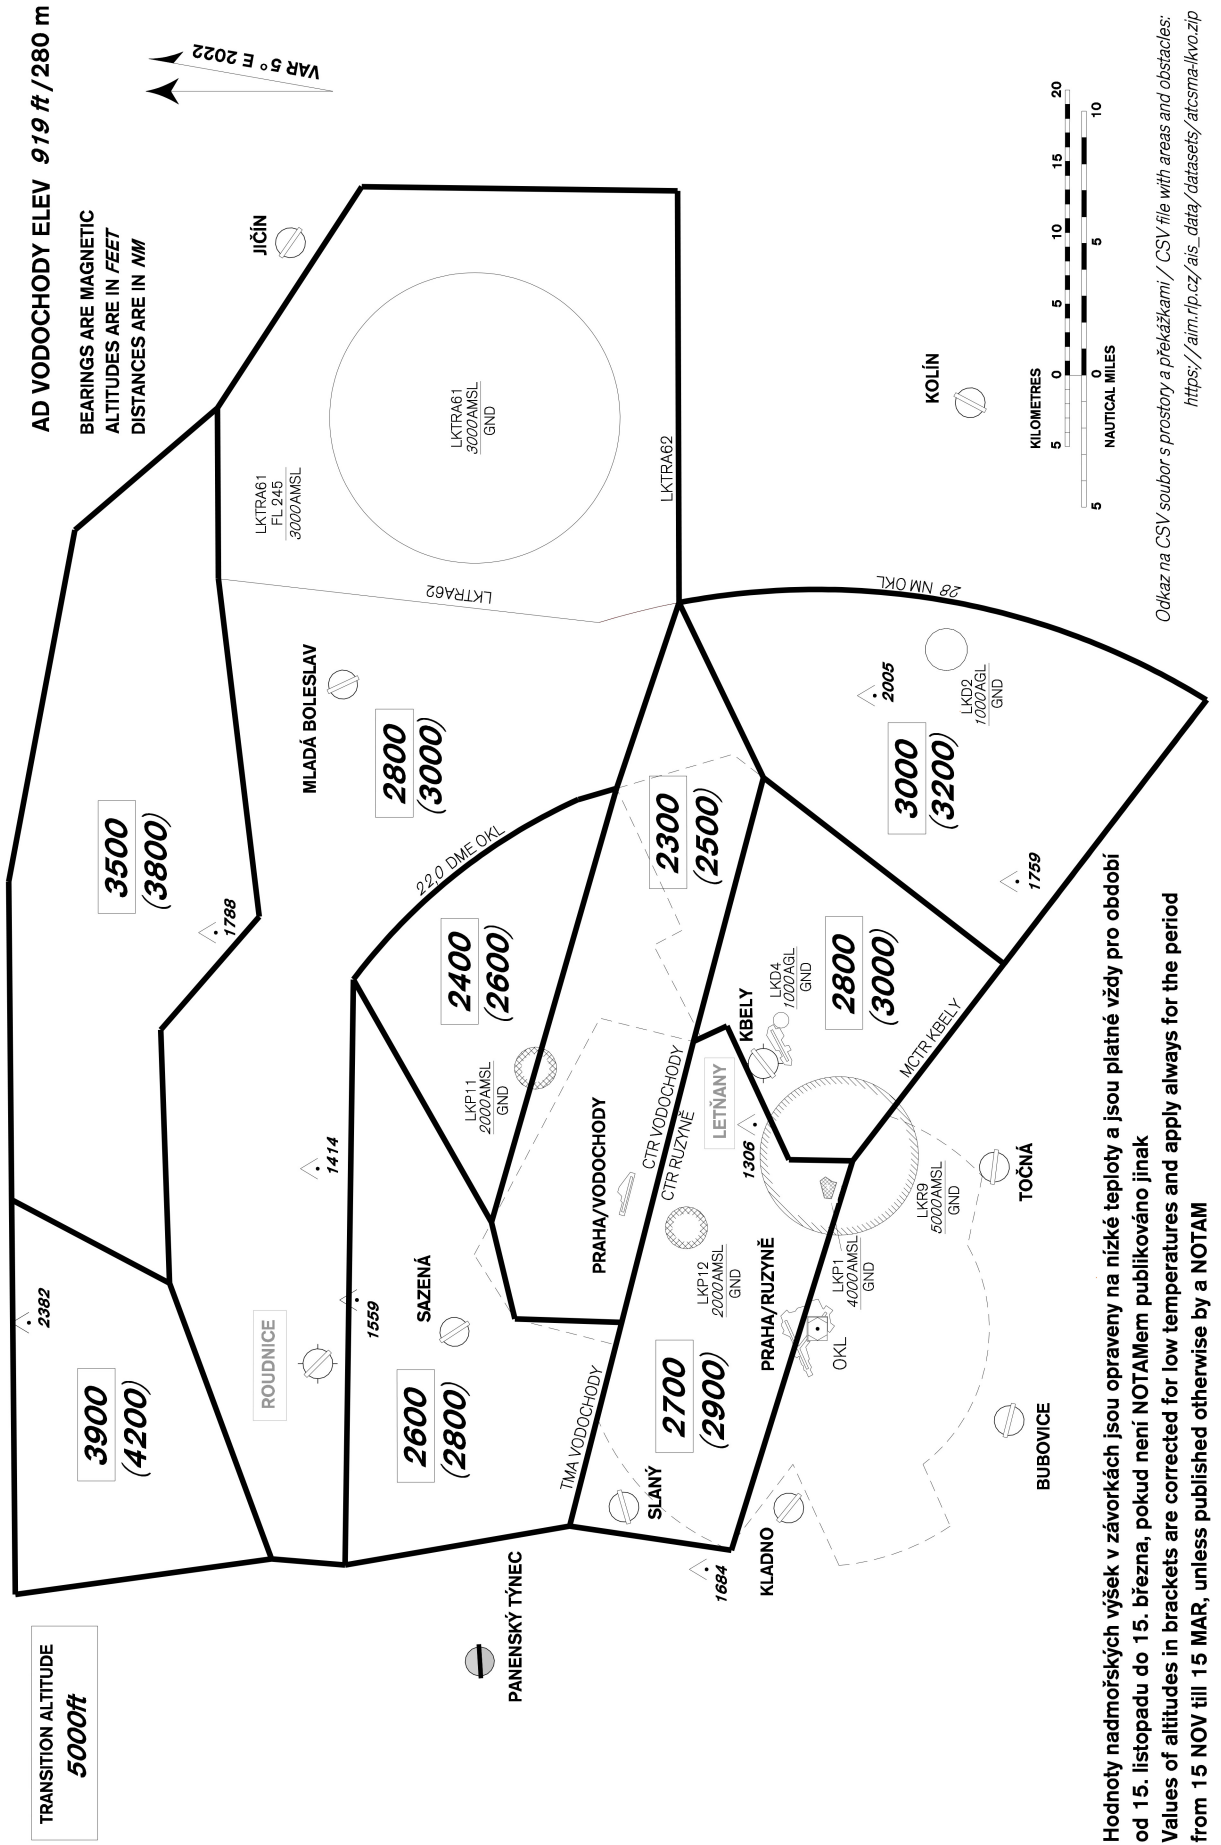 TRANSITION ALTITUDE
5000ft
AD VODOCHODY ELEV 919 ft / 280 m
BEARINGS ARE MAGNETIC
ALTITUDES ARE IN FEET
DISTANCES ARE IN NM
VAR 5° E 2022
2382
3900
(4200)
3500
(3800)
1788
JIČÍN
LKTRA61
FL 245
3000AMSL
LKTRA61
3000AMSL
GND
LKTRA62
LKTRA62
ROUDNICE
1414
1559
MLADÁ BOLESLAV
2800
(3000)
SAZENÁ
2600
(2800)
22,0 DME OKL
2400
(2600)
LKP11
2000AMSL
GND
PANENSKÝ TÝNEC
TMA VODOCHODY
PRAHA/VODOCHODY
CTR VODOCHODY
CTR RUZYNĚ
2300
(2500)
SLANÝ
2700
(2900)
LKP12
2000AMSL
GND
LETŇANY
KBELY
1306
LKD4
1000AGL
GND
1684
KLADNO
PRAHA/RUZYNĚ
OKL
LKP1
4000AMSL
GND
LKR9
5000AMSL
GND
2800
(3000)
MCTR KBELY
2005
3000
(3200)
LKD2
1000AGL
GND
28 NM OKL
1759
KOLÍN
TOČNÁ
BUBOVICE
KILOMETRES
5 0 5 10 15 20
5 0 5 10
NAUTICAL MILES
Hodnoty nadmořských výšek v závorkách jsou opraveny na nízké teploty a jsou platné vždy pro období
od 15. listopadu do 15. března, pokud není NOTAMem publikováno jinak
Values of altitudes in brackets are corrected for low temperatures and apply always for the period
from 15 NOV till 15 MAR, unless published otherwise by a NOTAM
Odkaz na CSV soubor s prostory a překážkami / CSV file with areas and obstacles:
https://aim.rlp.cz/ais_data/datasets/atcsma-lkvo.zip